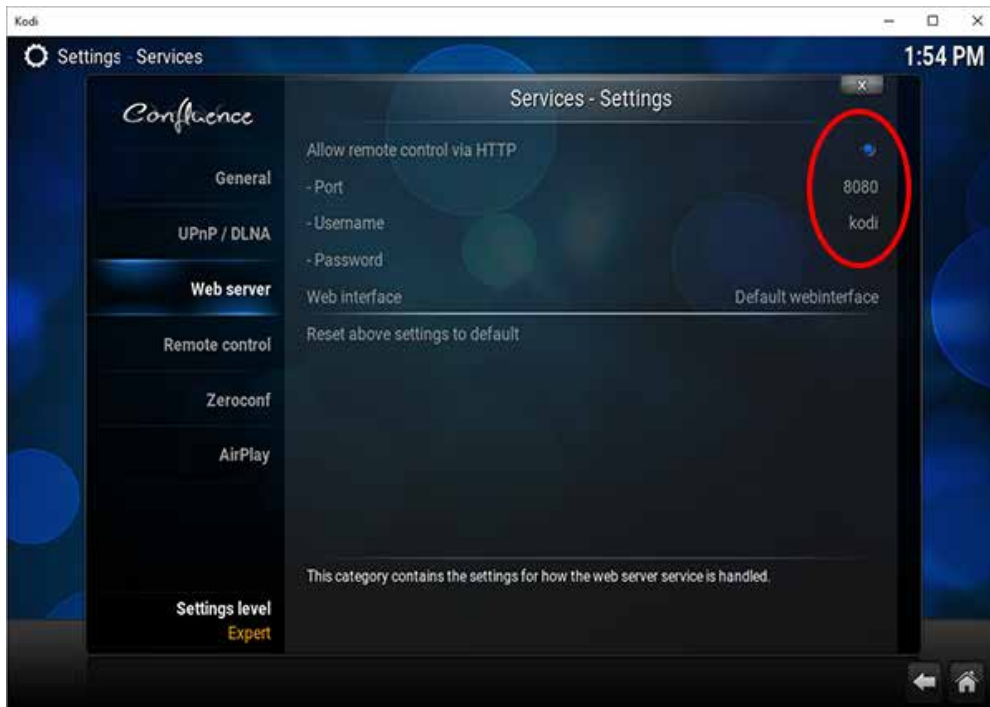 Kodi
Settings - Services
1:54 PM
Confluence
Services - Settings
x
General
UPnP / DLNA
Web server
Remote control
Zeroconf
AirPlay
Allow remote control via HTTP
- Port 8080
- Username kodi
- Password
Web interface Default webinterface
Reset above settings to default
This category contains the settings for how the web server service is handled.
Settings level
Expert